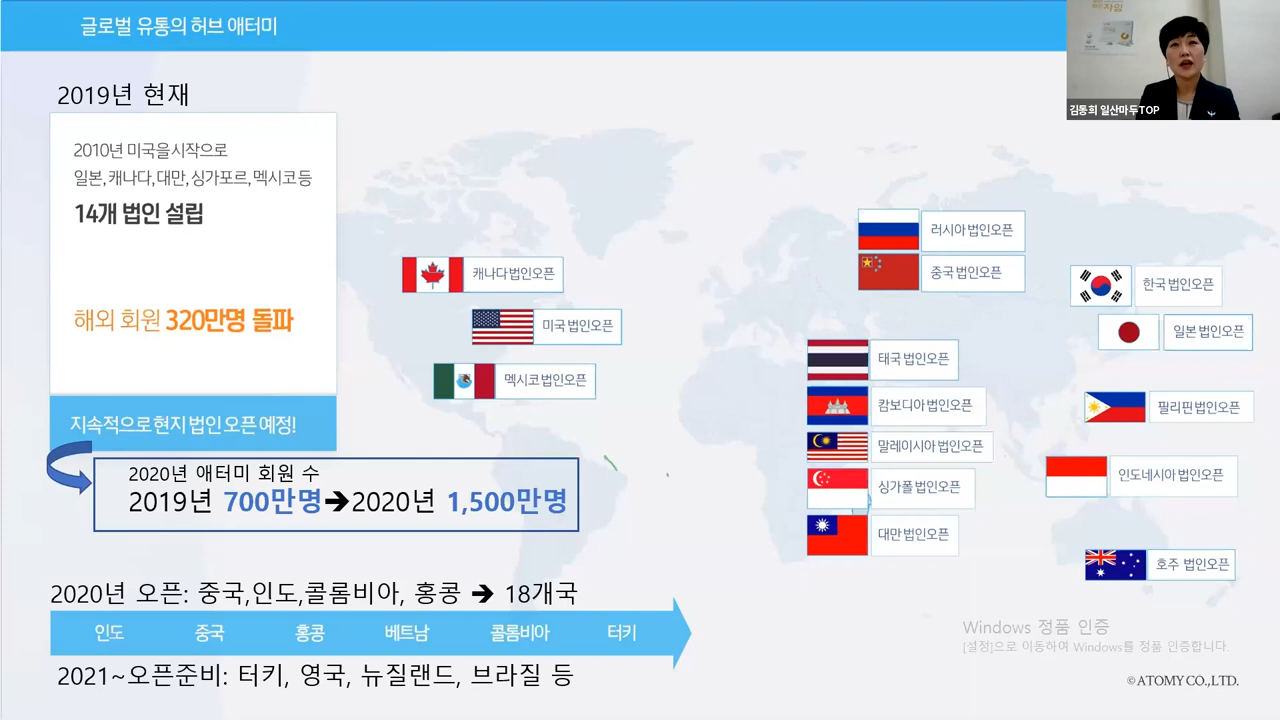 글로벌 유통의 허브 애터미
김동희 일산마두TOP
2019년 현재
2010년 미국을 시작으로
일본, 캐나다, 대만, 싱가포르, 멕시코 등
14개 법인 설립
해외 회원 320만명 돌파
지속적으로 현지 법인 오픈 예정!
2020년 애터미 회원 수
2019년 700만명➔2020년 1,500만명
캐나다 법인오픈
미국 법인오픈
멕시코 법인오픈
러시아 법인오픈
중국 법인오픈
한국 법인오픈
일본 법인오픈
태국 법인오픈
캄보디아 법인오픈
말레이시아 법인오픈
싱가폴 법인오픈
대만 법인오픈
필리핀 법인오픈
인도네시아 법인오픈
호주 법인오픈
2020년 오픈: 중국,인도,콜롬비아, 홍콩 ➔ 18개국
인도 중국 홍콩 베트남 콜롬비아 터키
2021~오픈준비: 터키, 영국, 뉴질랜드, 브라질 등
Windows 정품 인증
[설정]으로 이동하여 Windows를 정품 인증합니다.
©ATOMY CO.,LTD.